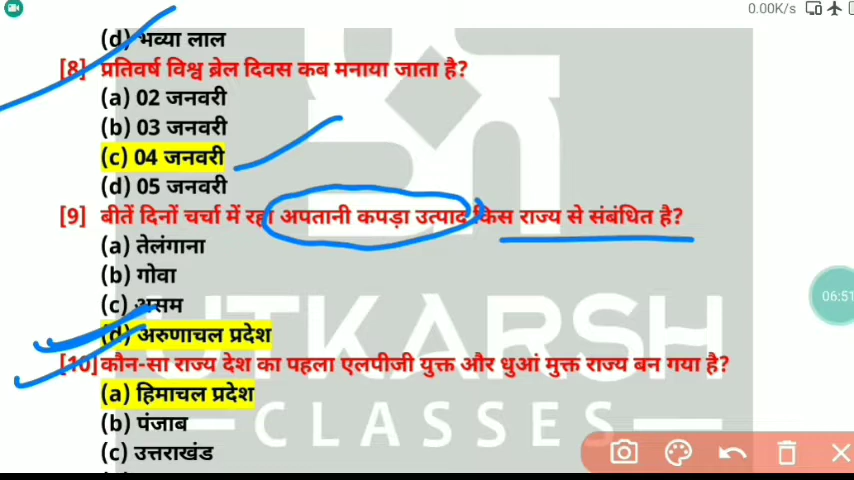 0.00K/s
(d) भव्या लाल
[8] प्रतिवर्ष विश्व ब्रेल दिवस कब मनाया जाता है?
(a) 02 जनवरी
(b) 03 जनवरी
(c) 04 जनवरी
(d) 05 जनवरी
[9] बीतें दिनों चर्चा में रहा अपतानी कपड़ा उत्पाद किस राज्य से संबंधित है?
(a) तेलंगाना
(b) गोवा
(c) असम
06:51
(d) अरुणाचल प्रदेश
UTKARSH
[10] कौन-सा राज्य देश का पहला एलपीजी युक्त और धुआं मुक्त राज्य बन गया है?
(a) हिमाचल प्रदेश
(b) पंजाब
CLASSES
(c) उत्तराखंड